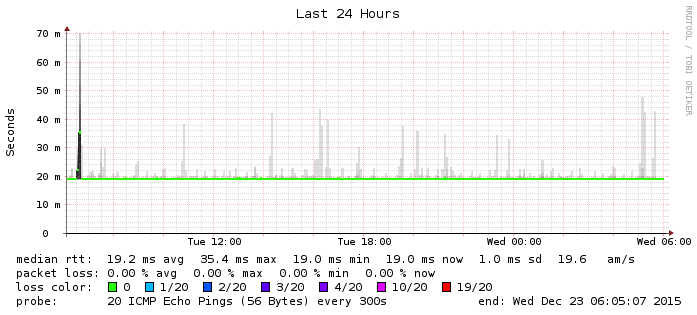 Last 24 Hours
RRDTOOL / TOBI OETIKER
Seconds
70 m
60 m
50 m
40 m
30 m
20 m
10 m
0
Tue 12:00 Tue 18:00 Wed 00:00 Wed 06:00
median rtt: 19.2 ms avg 35.4 ms max 19.0 ms min 19.0 ms now 1.0 ms sd 19.6 am/s
packet loss: 0.00 % avg 0.00 % max 0.00 % min 0.00 % now
loss color: 0 1/20 2/20 3/20 4/20 10/20 19/20
probe: 20 ICMP Echo Pings (56 Bytes) every 300s end: Wed Dec 23 06:05:07 2015